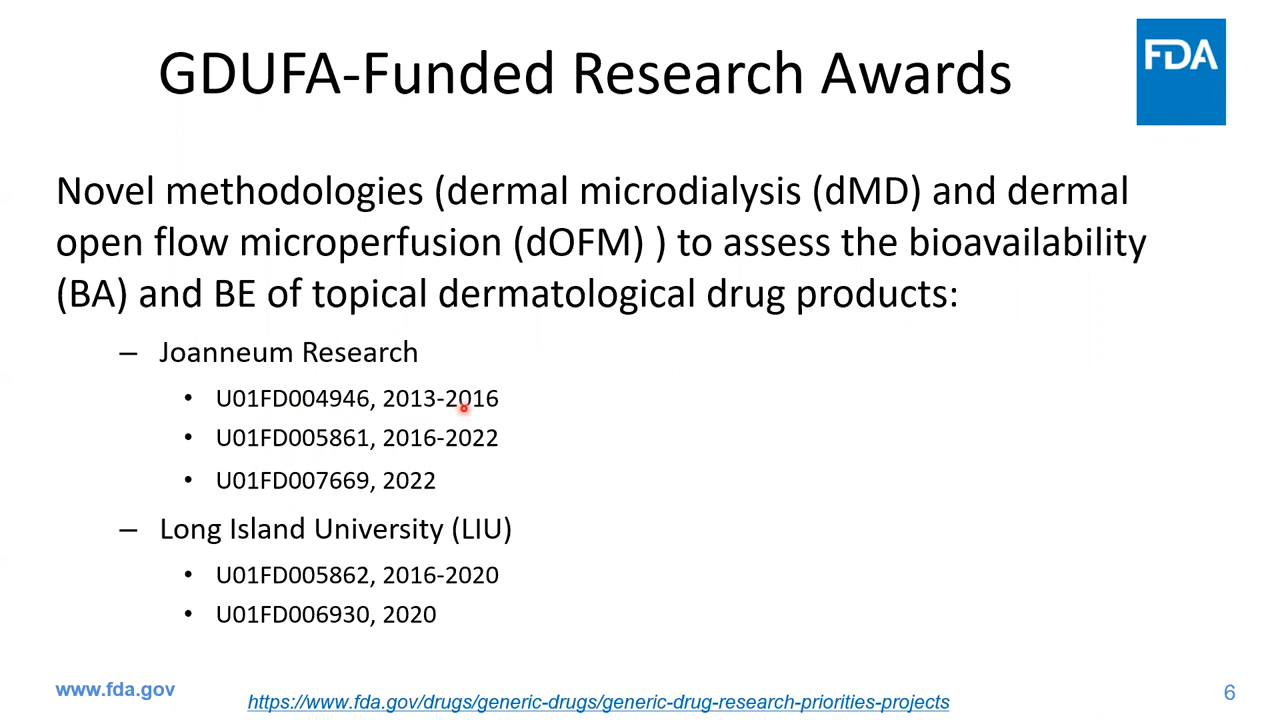 GDUFA-Funded Research Awards
FDA
Novel methodologies (dermal microdialysis (dMD) and dermal
open flow microperfusion (dOFM) ) to assess the bioavailability
(BA) and BE of topical dermatological drug products:
– Joanneum Research
• U01FD004946, 2013-2016
• U01FD005861, 2016-2022
• U01FD007669, 2022
– Long Island University (LIU)
• U01FD005862, 2016-2020
• U01FD006930, 2020
www.fda.gov
https://www.fda.gov/drugs/generic-drugs/generic-drug-research-priorities-projects
6